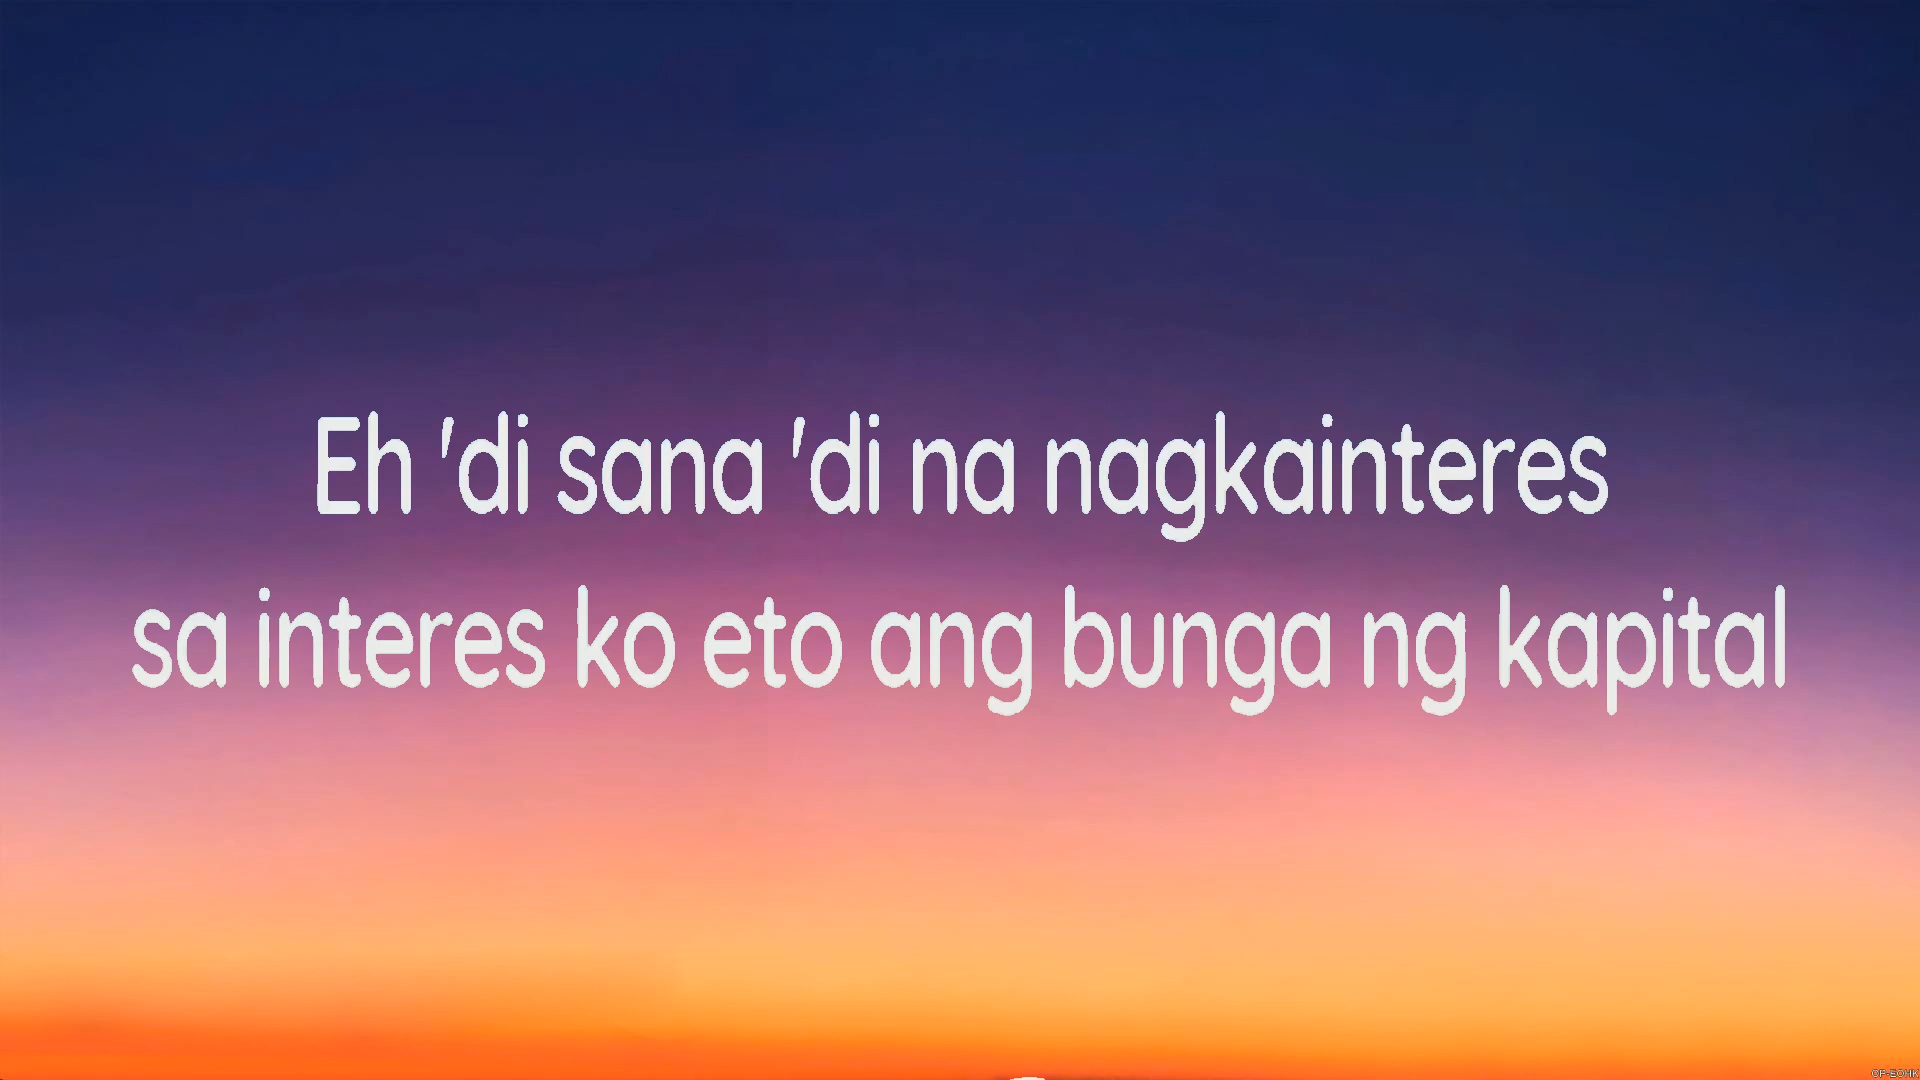 Eh 'di sana 'di na nagkainteres
sa interes ko eto ang bunga ng kapital